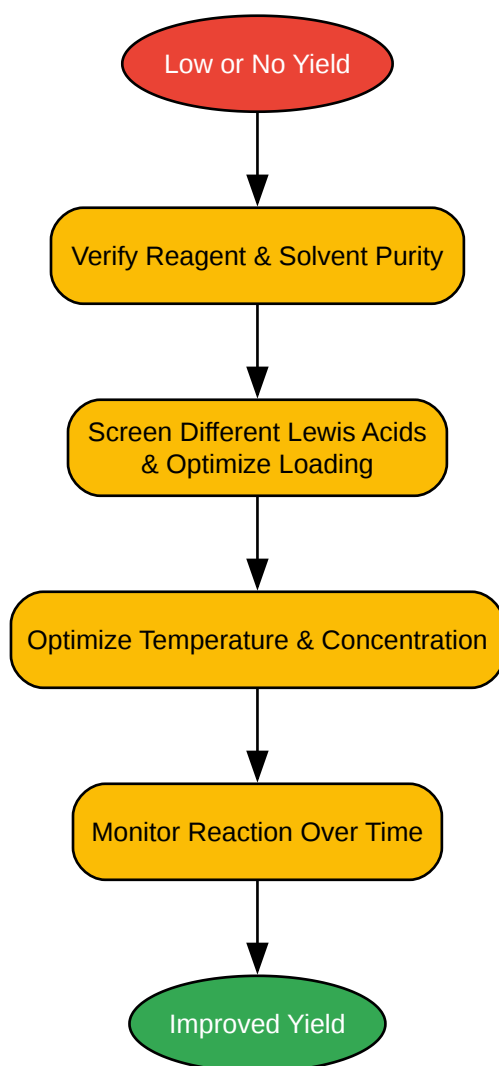 Low or No Yield
Verify Reagent & Solvent Purity
Screen Different Lewis Acids
& Optimize Loading
Optimize Temperature & Concentration
Monitor Reaction Over Time
Improved Yield